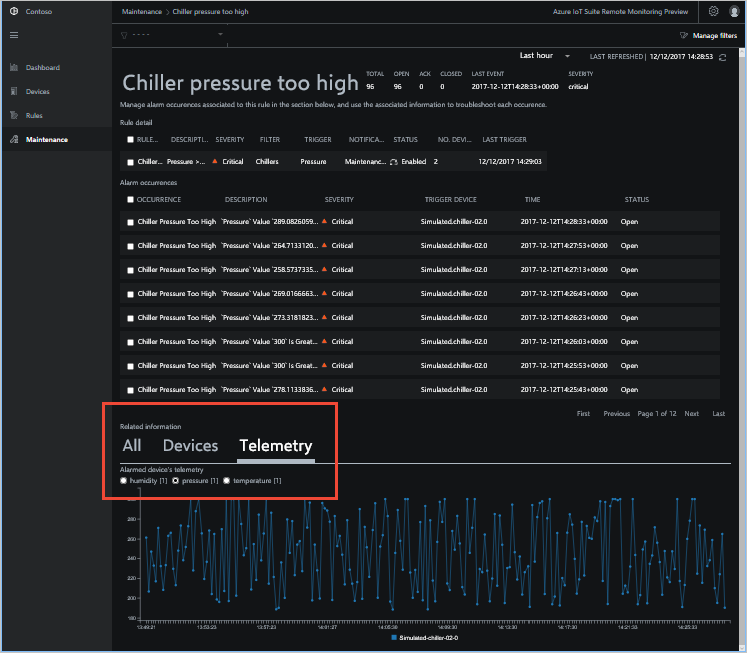 Contoso
Maintenance > Chiller pressure too high
Azure IoT Suite Remote Monitoring Preview
----
Manage filters
Dashboard
Devices
Rules
Maintenance
Last hour
LAST REFRESHED | 12/12/2017 14:28:53
Chiller pressure too high
TOTAL OPEN ACK CLOSED LAST EVENT SEVERITY
96 96 0 0 2017-12-12T14:28:33+00:00 critical
Manage alarm occurences associated to this rule in the section below, and use the associated information to troubleshoot each occurence.
Rule detail
RULE... DESCRIPTI... SEVERITY FILTER TRIGGER NOTIFICA... STATUS NO. DEVI... LAST TRIGGER
Chiller... Pressure >... Critical Chillers Pressure Maintenanc... Enabled 2 12/12/2017 14:29:03
Alarm occurrences
OCCURRENCE DESCRIPTION SEVERITY TRIGGER DEVICE TIME STATUS
Chiller Pressure Too High `Pressure` Value `289.0826059... Critical Simulated.chiller-02.0 2017-12-12T14:28:33+00:00 Open
Chiller Pressure Too High `Pressure` Value `264.7133120... Critical Simulated.chiller-02.0 2017-12-12T14:27:53+00:00 Open
Chiller Pressure Too High `Pressure` Value `258.5737335... Critical Simulated.chiller-02.0 2017-12-12T14:27:13+00:00 Open
Chiller Pressure Too High `Pressure` Value `269.0166663... Critical Simulated.chiller-02.0 2017-12-12T14:26:43+00:00 Open
Chiller Pressure Too High `Pressure` Value `273.3181823... Critical Simulated.chiller-02.0 2017-12-12T14:26:23+00:00 Open
Chiller Pressure Too High `Pressure` Value `300` Is Great... Critical Simulated.chiller-02.0 2017-12-12T14:26:03+00:00 Open
Chiller Pressure Too High `Pressure` Value `300` Is Great... Critical Simulated.chiller-02.0 2017-12-12T14:25:53+00:00 Open
Chiller Pressure Too High `Pressure` Value `278.1133836... Critical Simulated.chiller-02.0 2017-12-12T14:25:43+00:00 Open
First Previous Page 1 of 12 Next Last
Related information
All Devices Telemetry
Alarmed device's telemetry
humidity [1] pressure [1] temperature [1]
280
260
240
220
200
180
13:49:21 13:53:23 13:57:23 14:01:27 14:05:38 14:09:30 14:13:30 14:17:30 14:21:33 14:25:33
Simulated-chiller-02-0